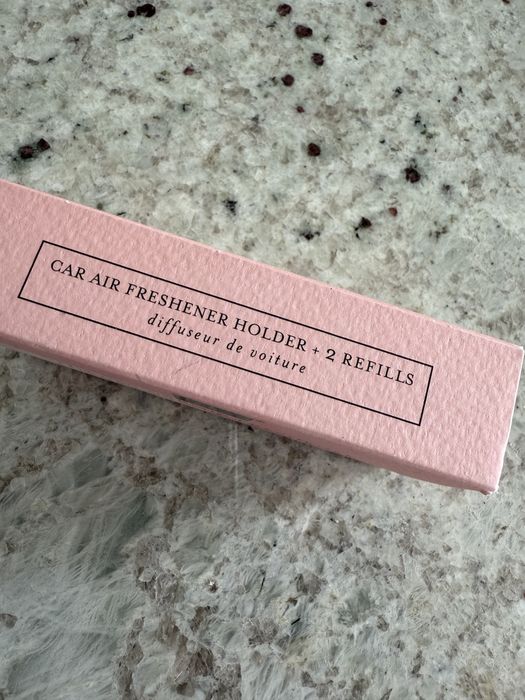 CAR AIR FRESHENER HOLDER + 2 REFILLS
diffuseur de voiture